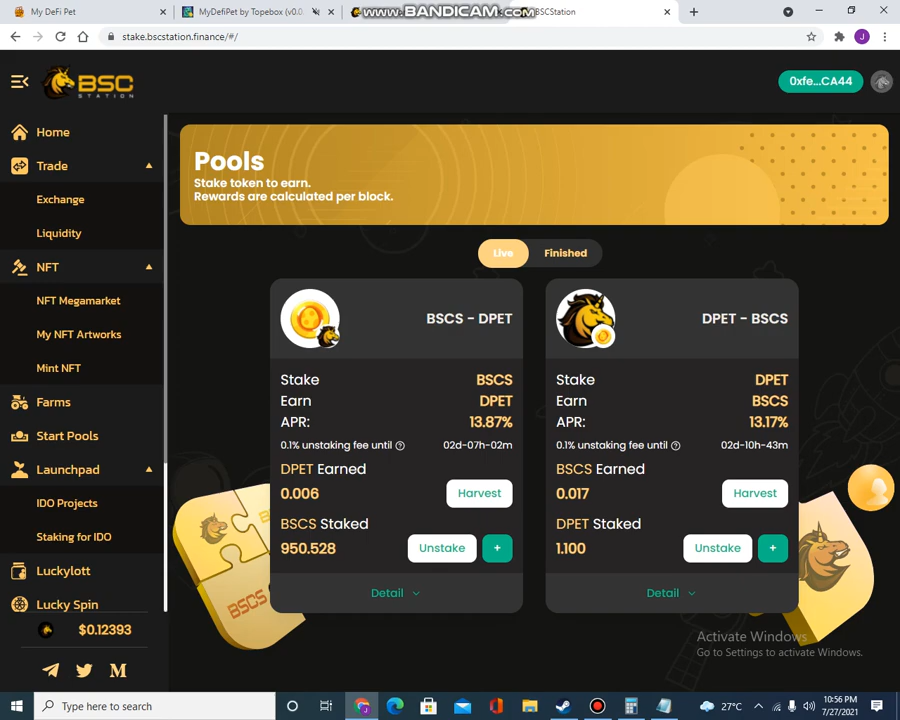 My DeFi Pet
MyDefiPet by Topebox (v0.0.
www.BANDICAM.com
BSCStation
stake.bscstation.finance/#/
J
BSC
STATION
0xfe...CA44
Home
Trade
Exchange
Liquidity
NFT
NFT Megamarket
My NFT Artworks
Mint NFT
Farms
Start Pools
Launchpad
IDO Projects
Staking for IDO
Luckylott
Lucky Spin
$0.12393
Pools
Stake token to earn.
Rewards are calculated per block.
Live
Finished
BSCS - DPET
Stake BSCS
Earn DPET
APR: 13.87%
0.1% unstaking fee until 02d-07h-02m
DPET Earned
0.006 Harvest
BSCS Staked
950.528 Unstake +
Detail
DPET - BSCS
Stake DPET
Earn BSCS
APR: 13.17%
0.1% unstaking fee until 02d-10h-43m
BSCS Earned
0.017 Harvest
DPET Staked
1.100 Unstake +
Detail
BSCS
Activate Windows
Go to Settings to activate Windows.
Type here to search
27°C
10:56 PM
7/27/2021